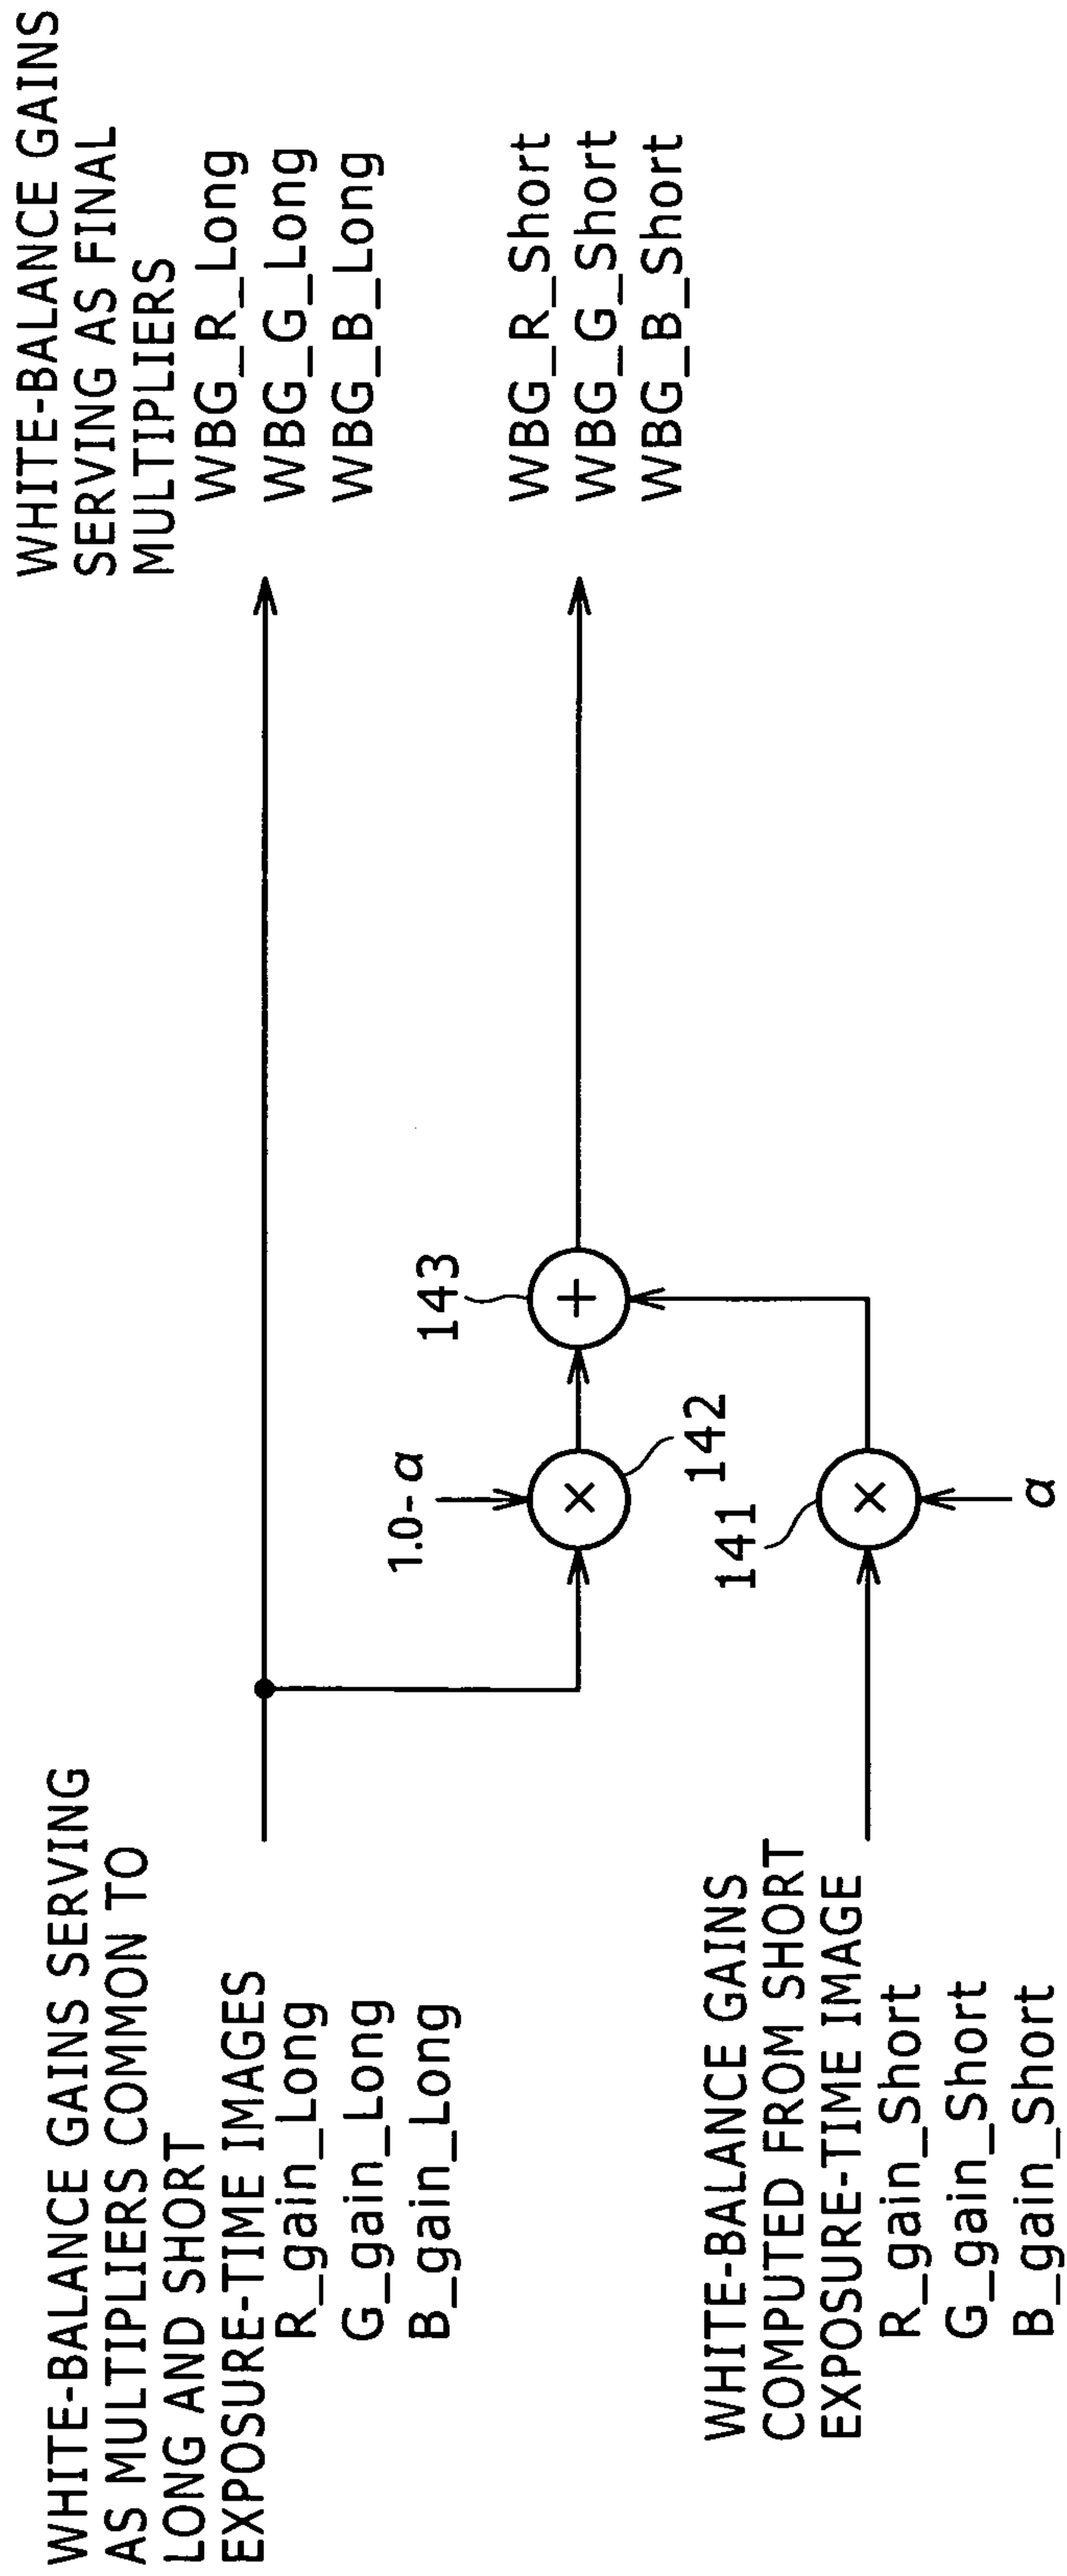 WHITE-BALANCE GAINS SERVING
AS MULTIPLIERS COMMON TO
LONG AND SHORT
EXPOSURE-TIME IMAGES
R_gain_Long
G_gain_Long
B_gain_Long
WHITE-BALANCE GAINS
SERVING AS FINAL
MULTIPLIERS
WBG_R_Long
WBG_G_Long
WBG_B_Long
1.0-α
143
+
×
142
WBG_R_Short
WBG_G_Short
WBG_B_Short
WHITE-BALANCE GAINS
COMPUTED FROM SHORT
EXPOSURE-TIME IMAGE
R_gain_Short
G_gain_Short
B_gain_Short
141
×
α